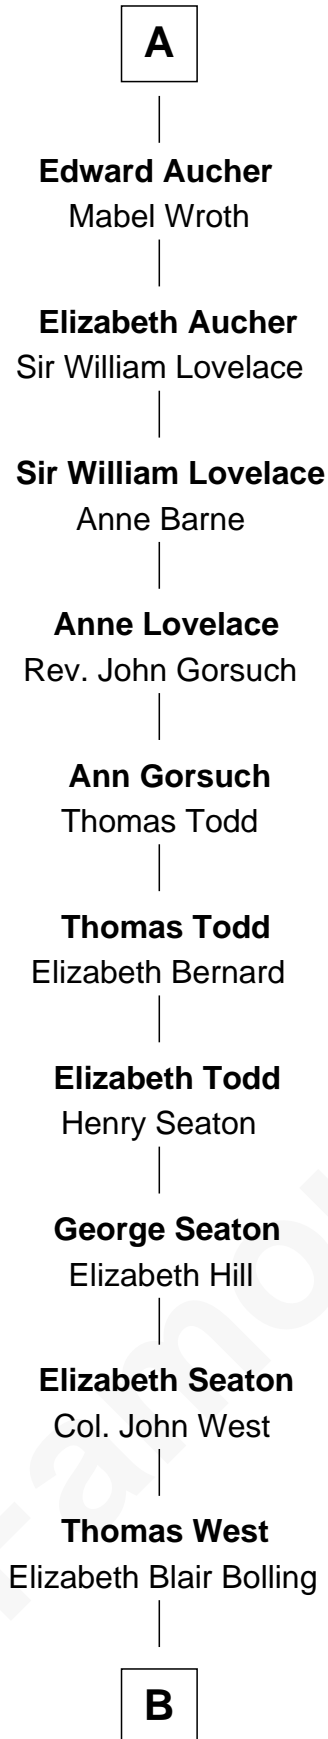 A
Edward Aucher
Mabel Wroth
Elizabeth Aucher
Sir William Lovelace
Sir William Lovelace
Anne Barne
Anne Lovelace
Rev. John Gorsuch
Ann Gorsuch
Thomas Todd
Thomas Todd
Elizabeth Bernard
Elizabeth Todd
Henry Seaton
George Seaton
Elizabeth Hill
Elizabeth Seaton
Col. John West
Thomas West
Elizabeth Blair Bolling
B